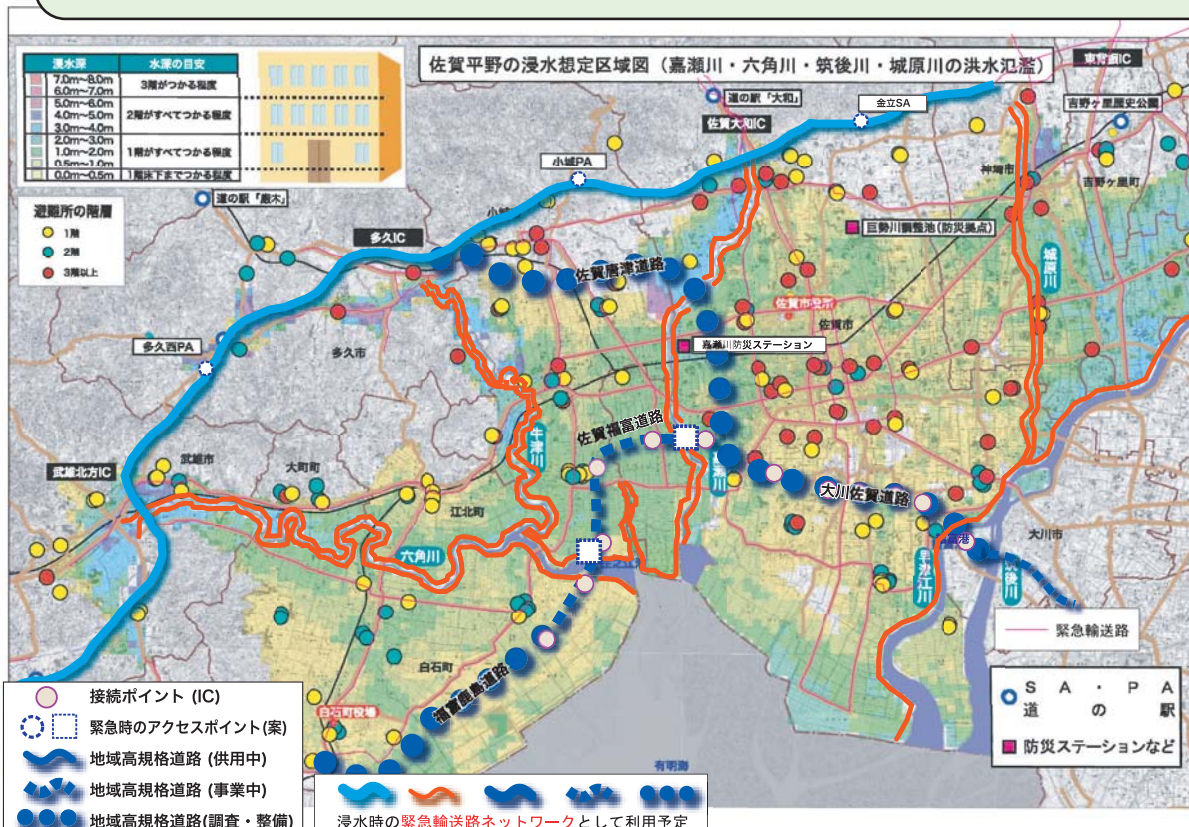 佐賀平野の浸水想定区域図（嘉瀬川・六角川・筑後川・城原川の洪水氾濫）
浸水深 水深の目安
7.0m～8.0m
6.0m～7.0m
3階がつかる程度
5.0m～6.0m
4.0m～5.0m
3.0m～4.0m
2階がすべてつかる程度
2.0m～3.0m
1.0m～2.0m
0.5m～1.0m
1階がすべてつかる程度
0.0m～0.5m 1階床下までつかる程度
避難所の階層
1階
2階
3階以上
道の駅「厳木」
多久IC
小城PA
道の駅「大和」
佐賀大和IC
金立SA
吉野ヶ里歴史公園
神埼市
吉野ヶ里町
巨勢川調整池(防災拠点)
城原川
佐賀唐津道路
佐賀市役所
佐賀市
嘉瀬川防災ステーション
多久西PA
多久市
佐賀福富道路
牛津川
武雄北方IC
武雄市
大町町
江北町
六角川
大川佐賀道路
大川市
早津江川
筑後川
白石町
福富鹿島道路
白石町役場
有明海
緊急輸送路
SA・PA
道の駅
防災ステーションなど
接続ポイント (IC)
緊急時のアクセスポイント(案)
地域高規格道路 (供用中)
地域高規格道路 (事業中)
地域高規格道路(調査・整備)
浸水時の緊急輸送路ネットワークとして利用予定